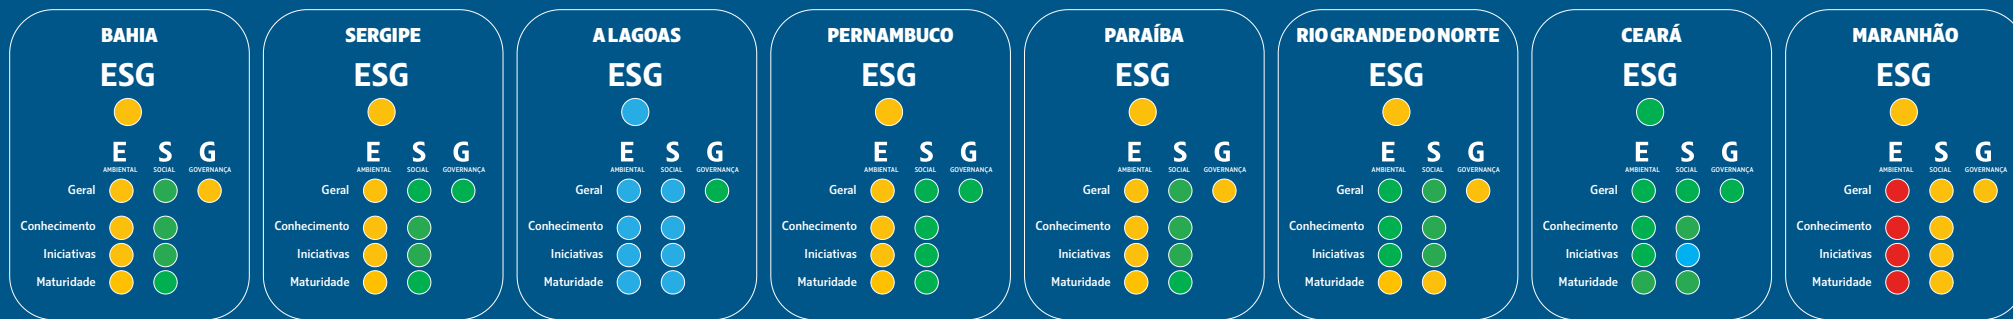 BAHIA
ESG
E S G
AMBIENTAL SOCIAL GOVERNANÇA
Geral
Conhecimento
Iniciativas
Maturidade
SERGIPE
ESG
E S G
AMBIENTAL SOCIAL GOVERNANÇA
Geral
Conhecimento
Iniciativas
Maturidade
ALAGOAS
ESG
E S G
AMBIENTAL SOCIAL GOVERNANÇA
Geral
Conhecimento
Iniciativas
Maturidade
PERNAMBUCO
ESG
E S G
AMBIENTAL SOCIAL GOVERNANÇA
Geral
Conhecimento
Iniciativas
Maturidade
PARAÍBA
ESG
E S G
AMBIENTAL SOCIAL GOVERNANÇA
Geral
Conhecimento
Iniciativas
Maturidade
RIO GRANDE DO NORTE
ESG
E S G
AMBIENTAL SOCIAL GOVERNANÇA
Geral
Conhecimento
Iniciativas
Maturidade
CEARÁ
ESG
E S G
AMBIENTAL SOCIAL GOVERNANÇA
Geral
Conhecimento
Iniciativas
Maturidade
MARANHÃO
ESG
E S G
AMBIENTAL SOCIAL GOVERNANÇA
Geral
Conhecimento
Iniciativas
Maturidade